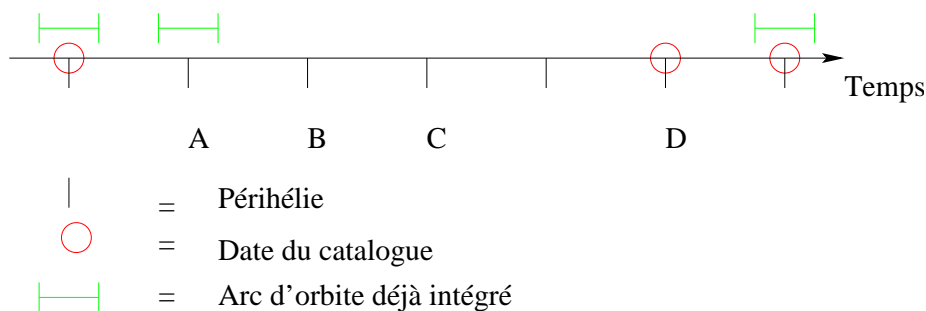 Temps
A B C D
= Périhélie
= Date du catalogue
= Arc d'orbite déjà intégré